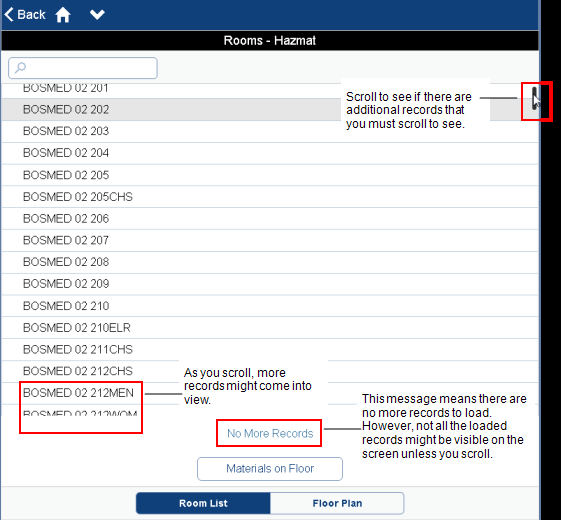 Back
Rooms - Hazmat
BOSMED 02 201
BOSMED 02 202
BOSMED 02 203
BOSMED 02 204
BOSMED 02 205
BOSMED 02 205CHS
BOSMED 02 206
BOSMED 02 207
BOSMED 02 208
BOSMED 02 209
BOSMED 02 210
BOSMED 02 210ELR
BOSMED 02 211CHS
BOSMED 02 212CHS
BOSMED 02 212MEN
BOSMED 02 212WOM
Scroll to see if there are
additional records that
you must scroll to see.
As you scroll, more
records might come into
view.
This message means there are
no more records to load.
However, not all the loaded
records might be visible on the
screen unless you scroll.
No More Records
Materials on Floor
Room List
Floor Plan